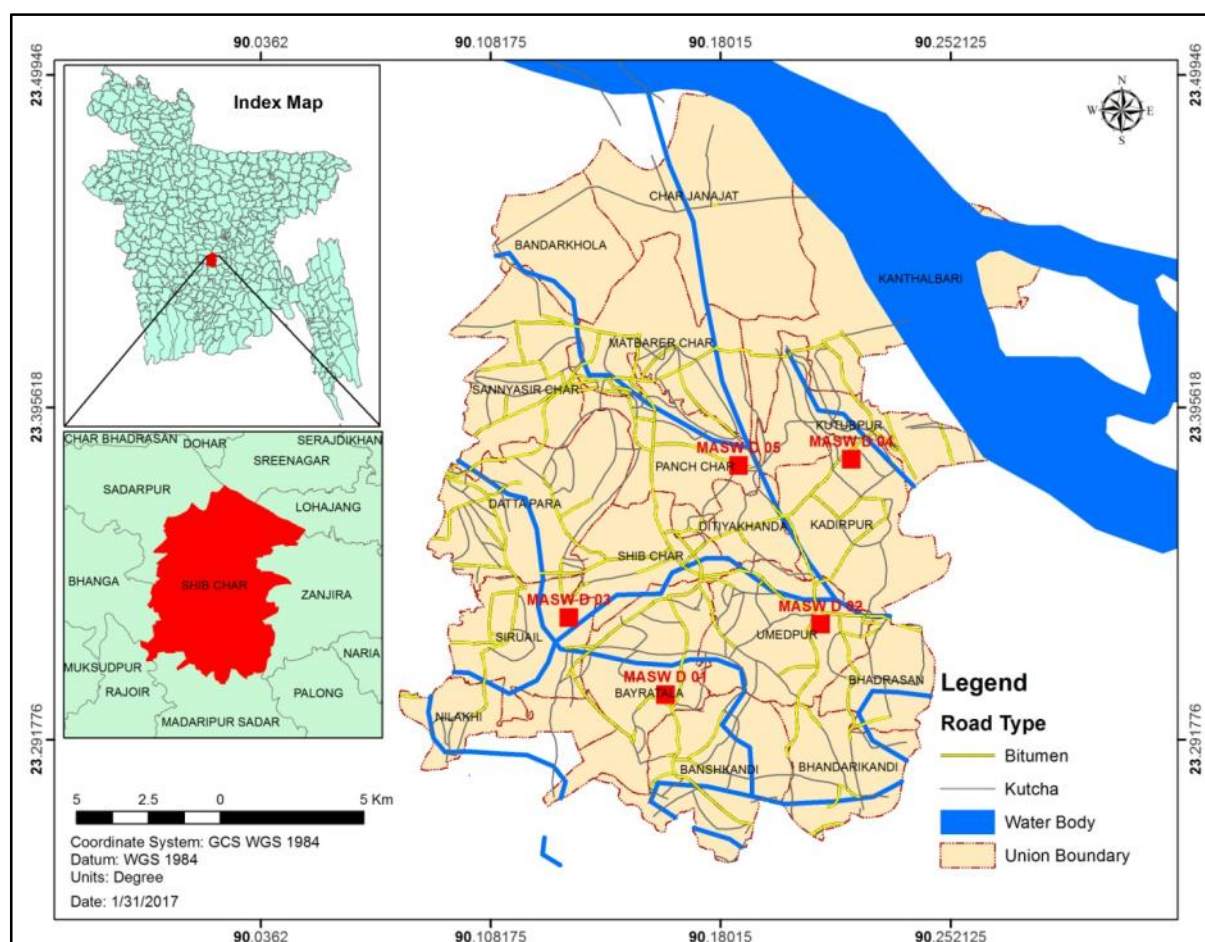 90.0362 90.108175 90.18015 90.252125
23.49946 23.49946
23.395618 23.395618
23.291776 23.291776
Index Map
CHAR BHADRASAN
DOHAR
SERAJDIKHAN
SREENAGAR
SADARPUR
LOHAJANG
BHANGA
SHIB CHAR
ZANJIRA
NARIA
MUKSUDPUR
RAJOIR
PALONG
MADARIPUR SADAR
5 2.5 0 5 Km
Coordinate System: GCS WGS 1984
Datum: WGS 1984
Units: Degree
Date: 1/31/2017
N
W E
S
CHAR JANAJAT
BANDARKHOLA
KANTHALBARI
MATBARER CHAR
SANNYASIR CHAR
KUTUBPUR
MASW D 05
MASW D 04
PANCH CHAR
DATTA PARA
DITIYAKHANDA
KADIRPUR
SHIB CHAR
MASW D 03
MASW D 02
SIRUAIL
UMEDPUR
MASW D 01
BAYRATALA
BHADRASAN
NILAKHI
BANSHKANDI
BHANDARIKANDI
Legend
Road Type
Bitumen
Kutcha
Water Body
Union Boundary
90.0362 90.108175 90.18015 90.252125